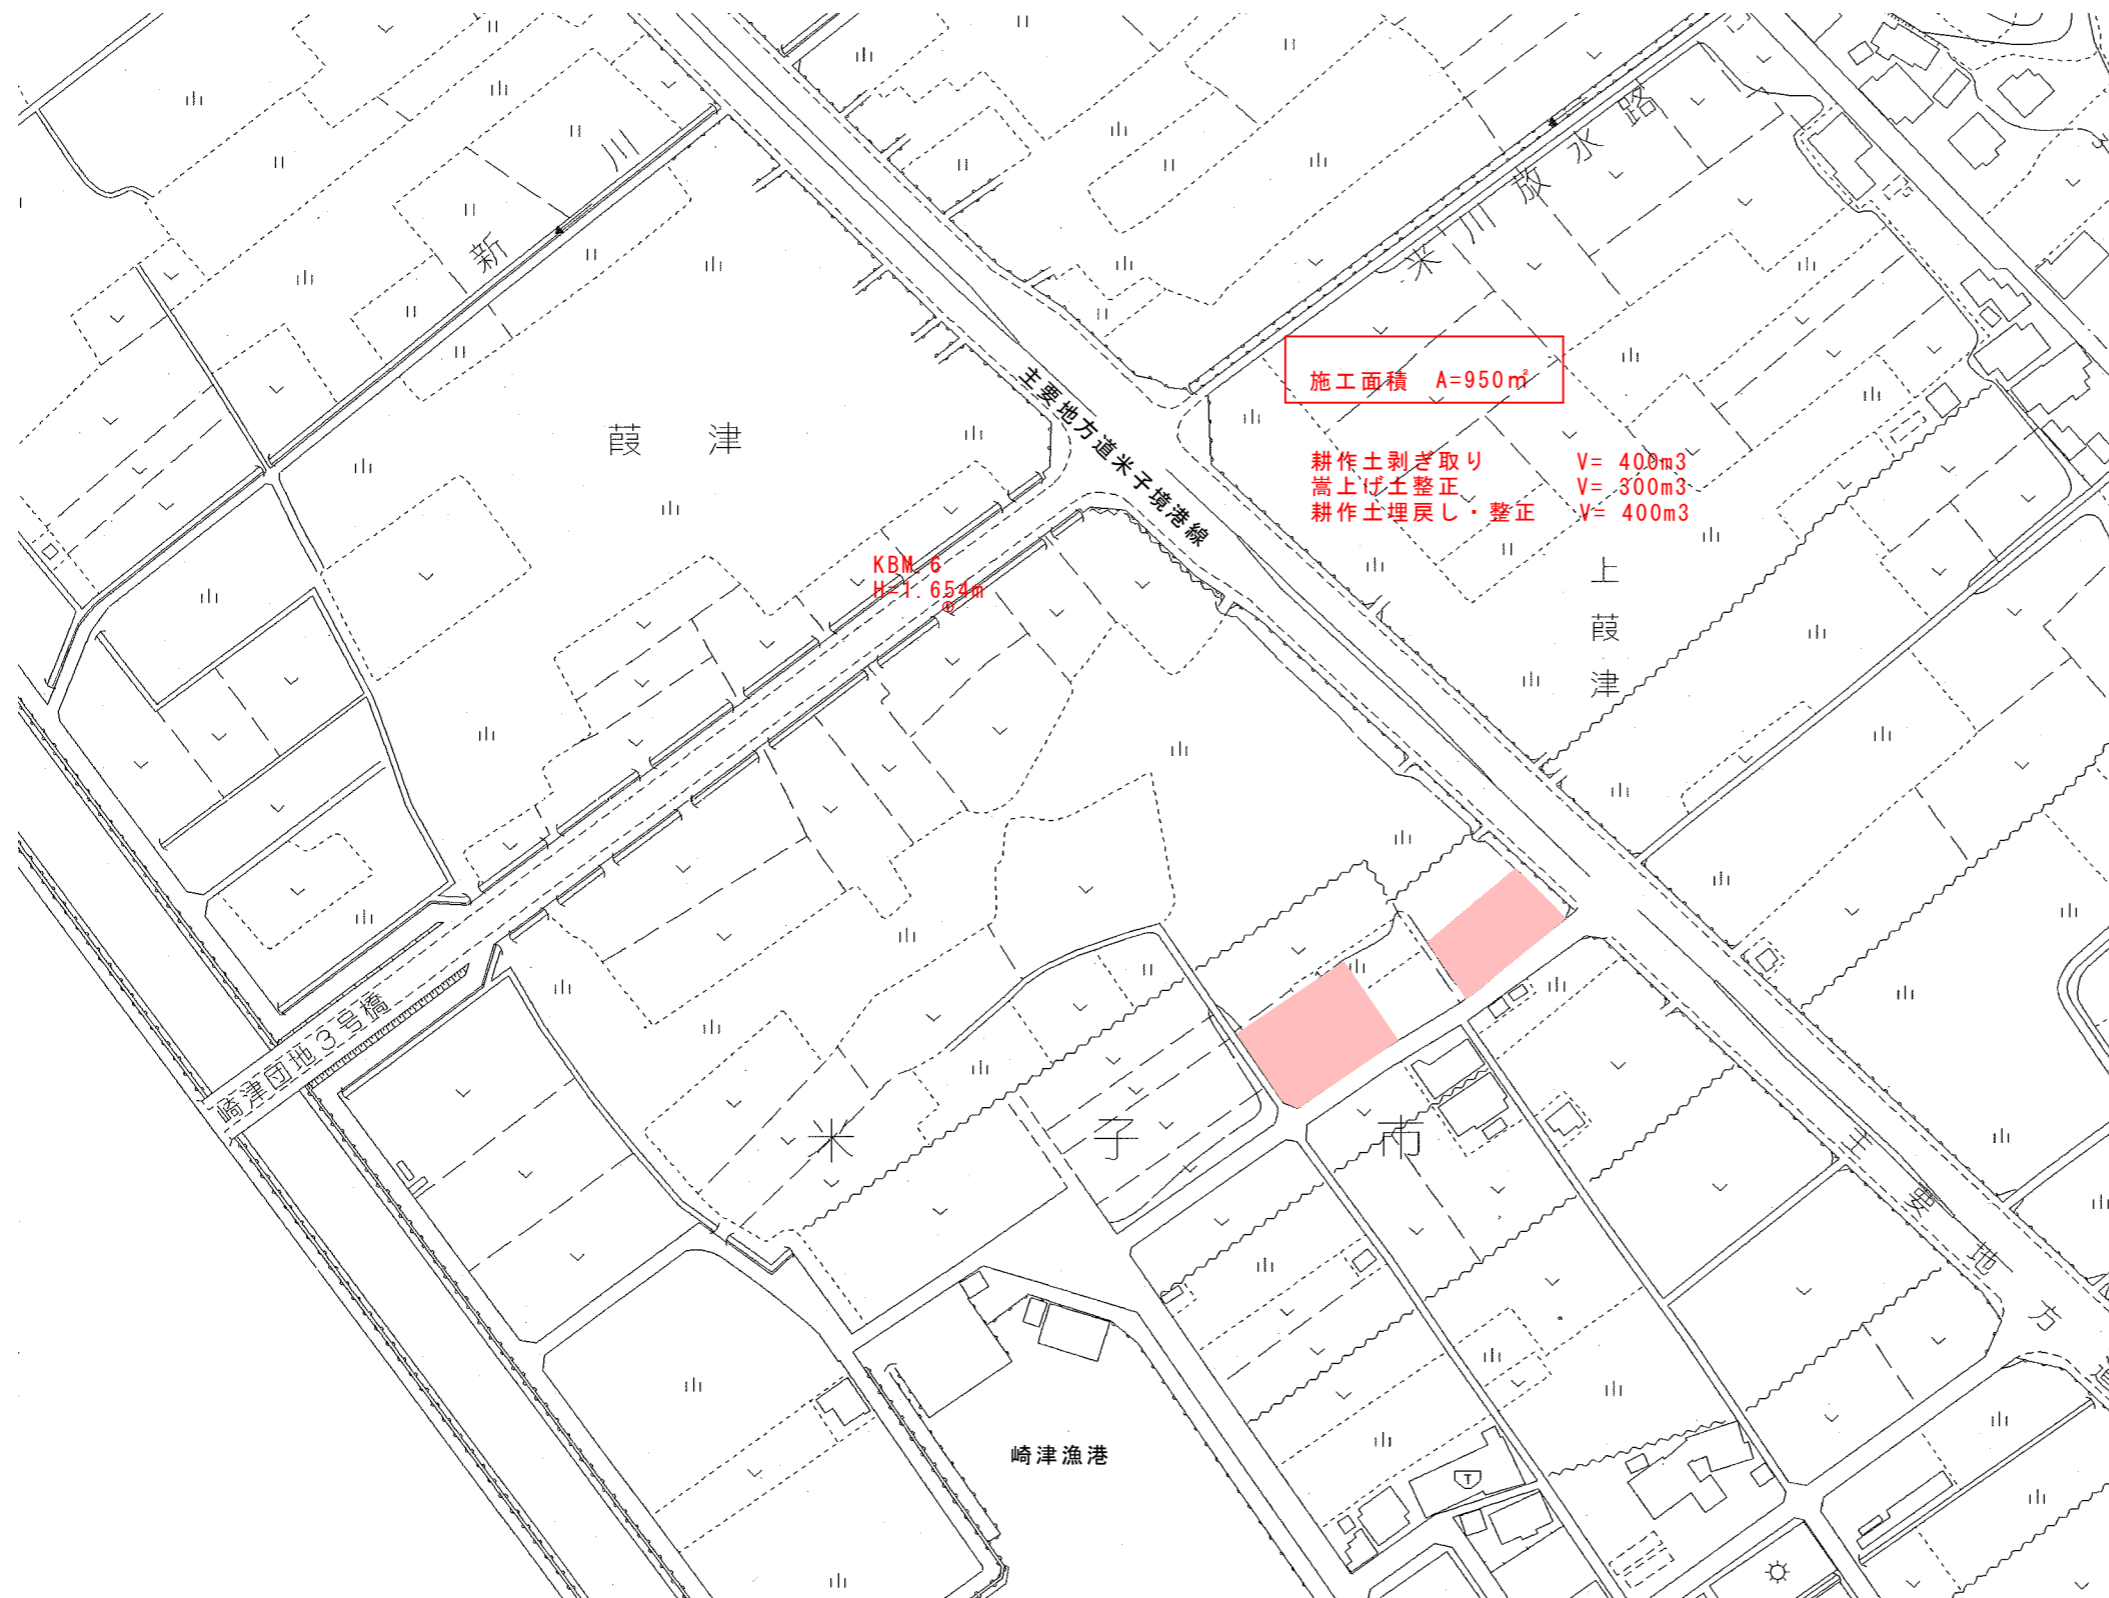 新川
米川放水路
施工面積　A=950㎡
主要地方道米子境港線
葭津
耕作土剥ぎ取り　V= 400m3
嵩上げ土整正　V= 300m3
耕作土埋戻し・整正　V= 400m3
KBM.6
H=1.654m
上葭津
崎津団地3号橋
米子市
主要地方道
崎津漁港
T